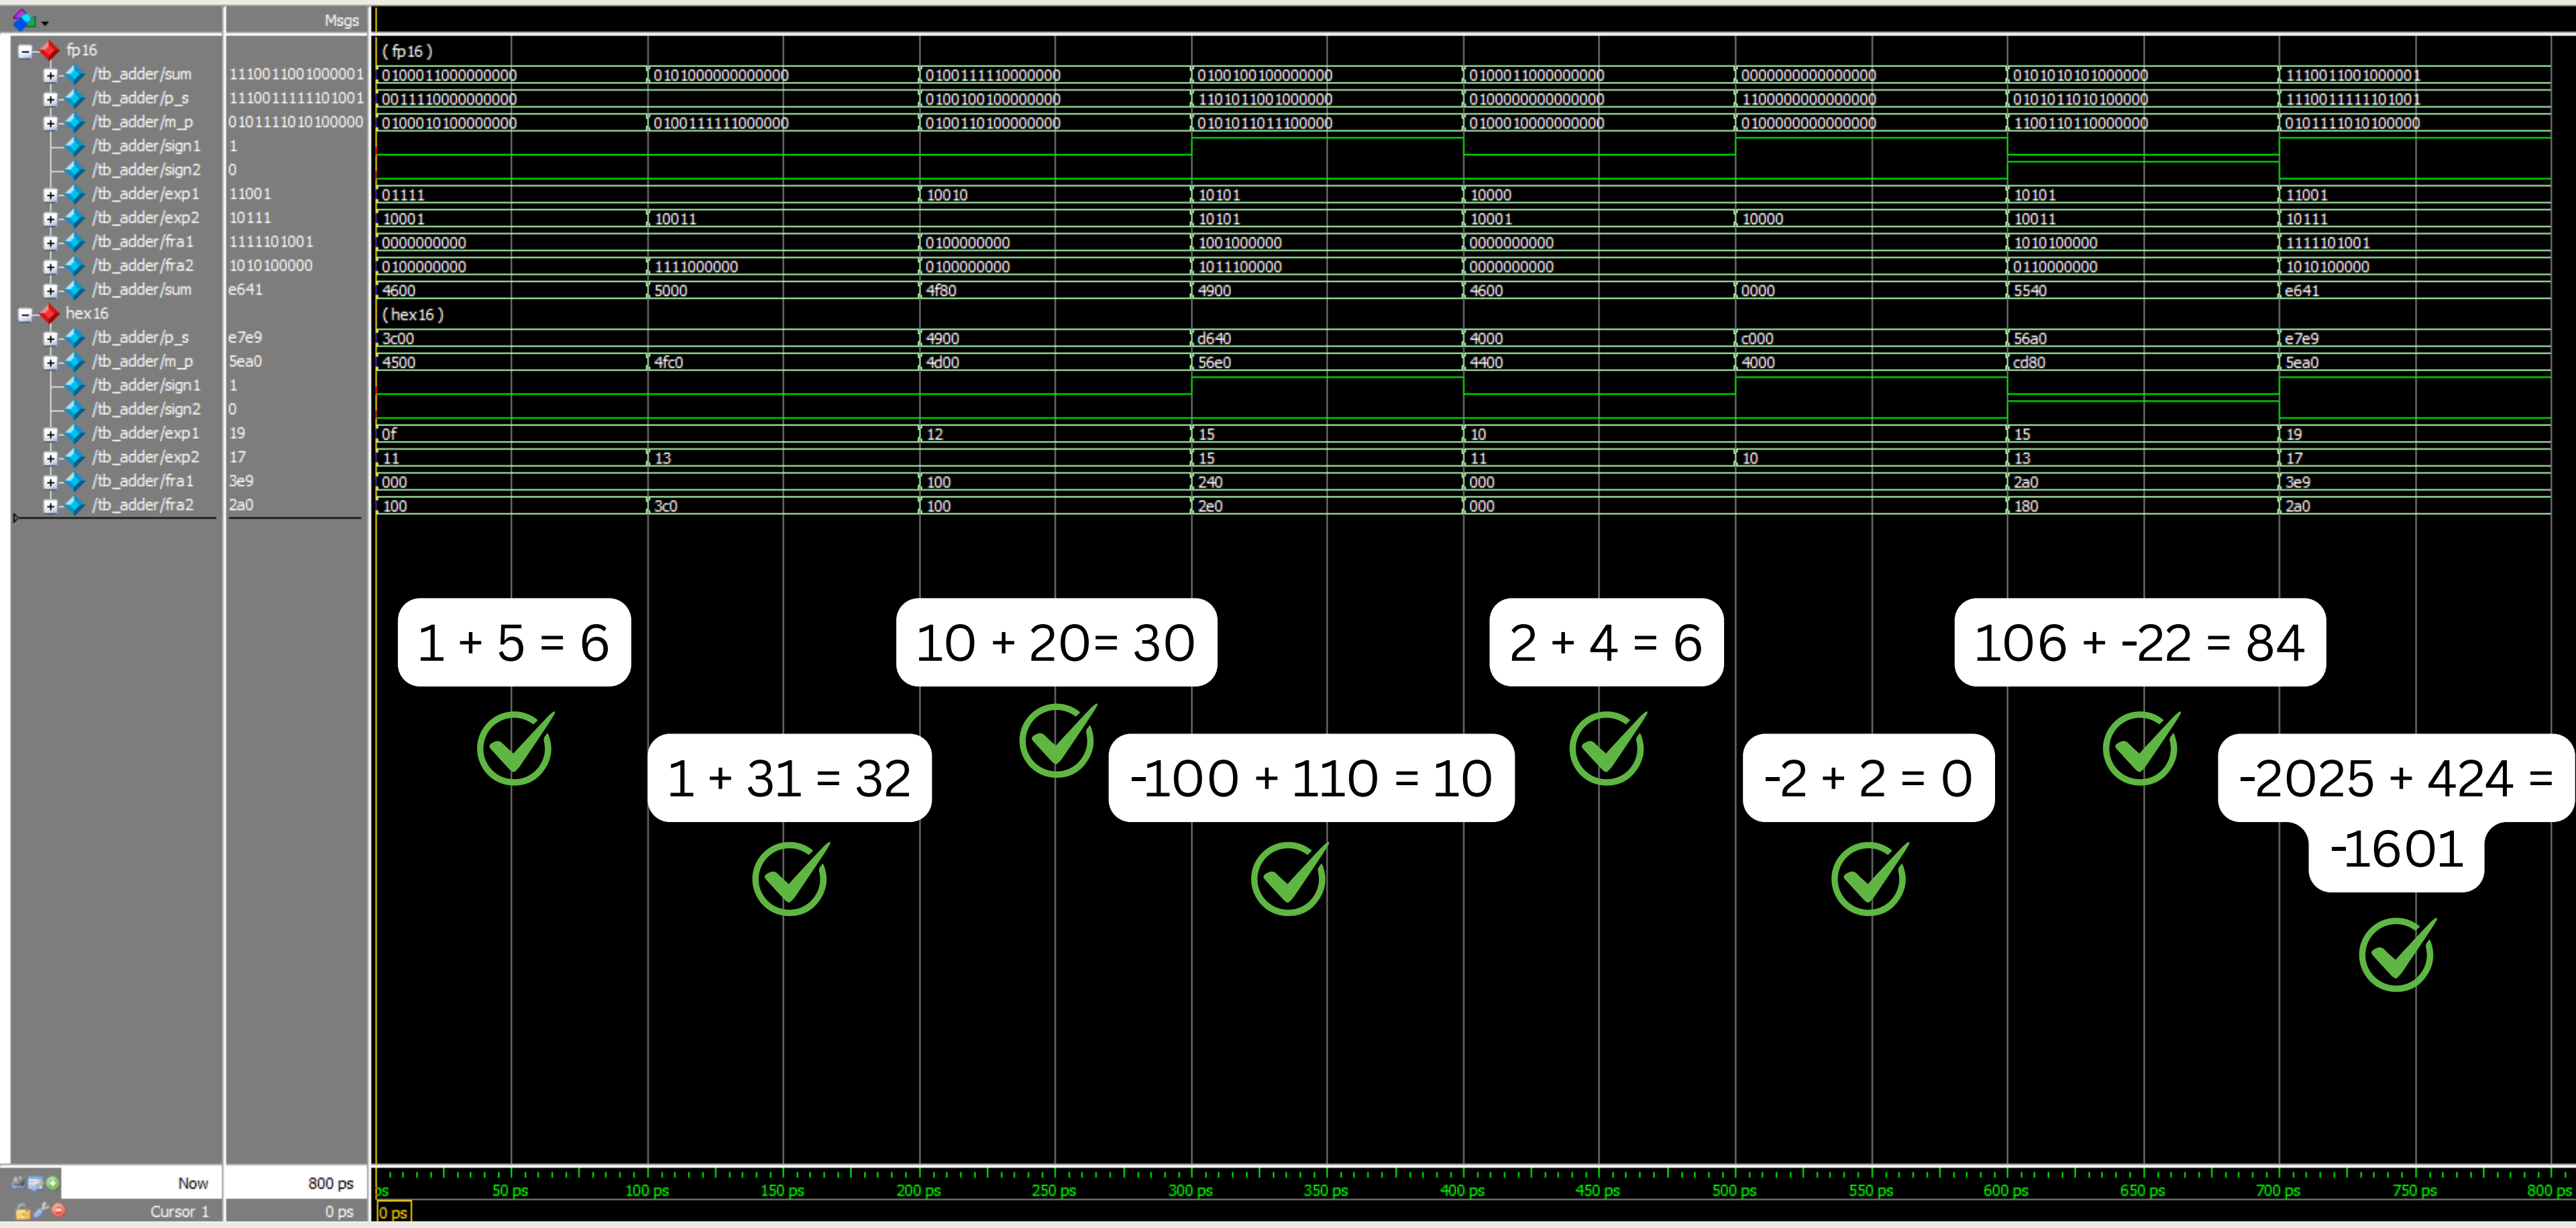 Msgs
fp16 (fp16)
/tb_adder/sum 1110011001000001 0100011000000000 0101000000000000 0100111110000000 0100100100000000 0100011000000000 0000000000000000 0101010101000000 1110011001000001
/tb_adder/p_s 1110011111101001 0011110000000000 0100100100000000 1101011001000000 0100000000000000 1100000000000000 0101011010100000 1110011111101001
/tb_adder/m_p 0101111010100000 0100010100000000 0100111111000000 0100110100000000 0101011011100000 0100010000000000 0100000000000000 1100110110000000 0101111010100000
/tb_adder/sign1 1
/tb_adder/sign2 0
/tb_adder/exp1 11001 01111 10010 10101 10000 10101 11001
/tb_adder/exp2 10111 10001 10011 10101 10001 10000 10011 10111
/tb_adder/fra1 1111101001 0000000000 0100000000 1001000000 0000000000 1010100000 1111101001
/tb_adder/fra2 1010100000 0100000000 1111000000 0100000000 1011100000 0000000000 0110000000 1010100000
/tb_adder/sum e641 4600 5000 4f80 4900 4600 0000 5540 e641
hex16 (hex16)
/tb_adder/p_s e7e9 3c00 4900 d640 4000 c000 56a0 e7e9
/tb_adder/m_p 5ea0 4500 4fc0 4d00 56e0 4400 4000 cd80 5ea0
/tb_adder/sign1 1
/tb_adder/sign2 0
/tb_adder/exp1 19 0f 12 15 10 15 19
/tb_adder/exp2 17 11 13 15 11 10 13 17
/tb_adder/fra1 3e9 000 100 240 000 2a0 3e9
/tb_adder/fra2 2a0 100 3c0 100 2e0 000 180 2a0
1 + 5 = 6
10 + 20= 30
2 + 4 = 6
106 + -22 = 84
1 + 31 = 32
-100 + 110 = 10
-2 + 2 = 0
-2025 + 424 =
-1601
Now 800 ps ps 50 ps 100 ps 150 ps 200 ps 250 ps 300 ps 350 ps 400 ps 450 ps 500 ps 550 ps 600 ps 650 ps 700 ps 750 ps 800 ps
Cursor 1 0 ps 0 ps